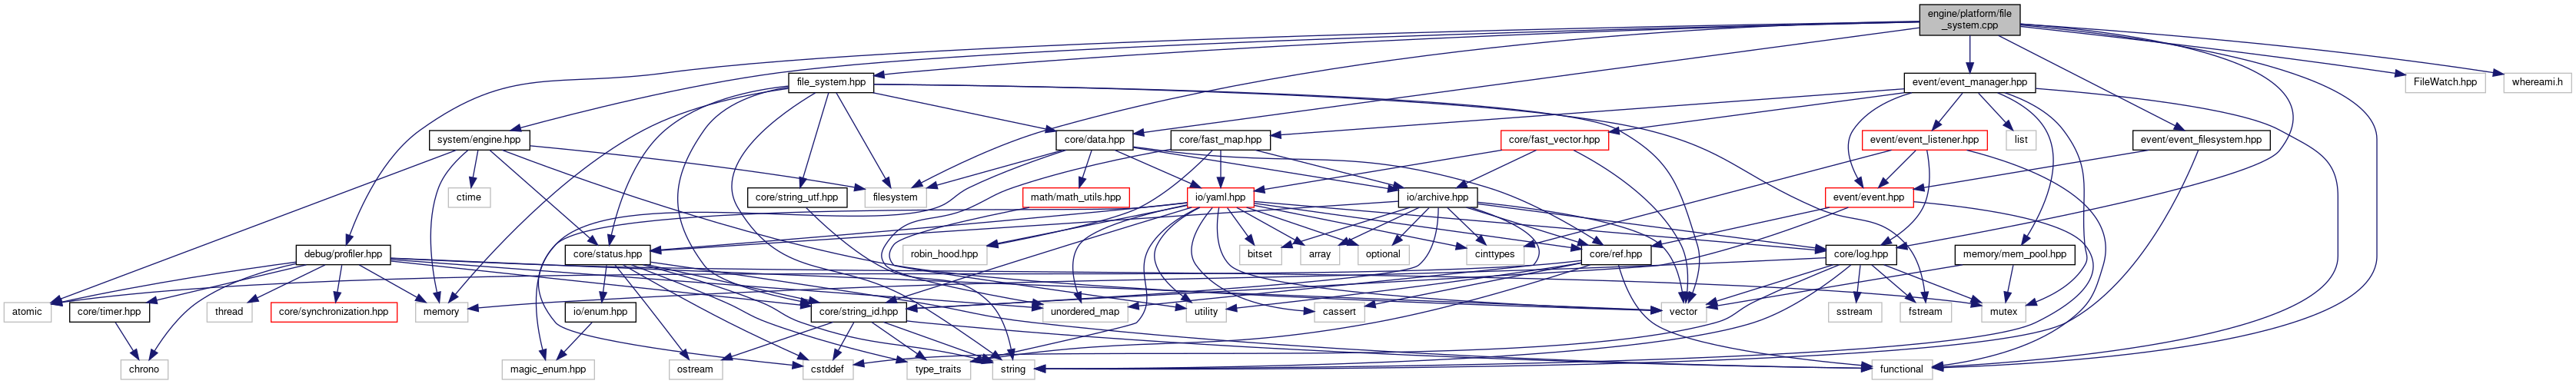 engine/platform/file
_system.cpp
file_system.hpp
event/event_manager.hpp
FileWatch.hpp
whereami.h
system/engine.hpp
core/data.hpp
core/fast_map.hpp
core/fast_vector.hpp
event/event_listener.hpp
list
event/event_filesystem.hpp
ctime
core/string_utf.hpp
filesystem
math/math_utils.hpp
io/yaml.hpp
io/archive.hpp
event/event.hpp
debug/profiler.hpp
core/status.hpp
robin_hood.hpp
bitset
array
optional
cinttypes
core/ref.hpp
core/log.hpp
memory/mem_pool.hpp
atomic
core/timer.hpp
thread
core/synchronization.hpp
memory
io/enum.hpp
core/string_id.hpp
unordered_map
utility
cassert
vector
sstream
fstream
mutex
chrono
magic_enum.hpp
ostream
cstddef
type_traits
string
functional